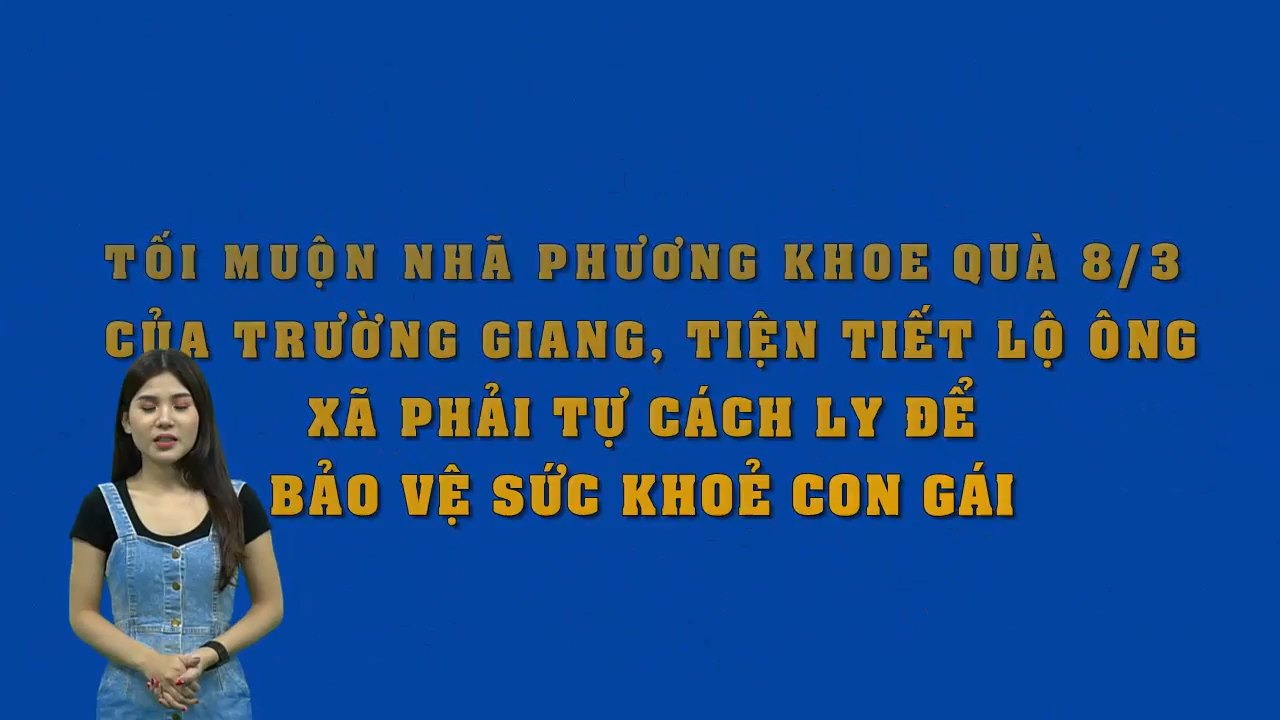 TỐI MUỘN NHÃ PHƯƠNG KHOE QUÀ 8/3
CỦA TRƯỜNG GIANG, TIỆN TIẾT LỘ ÔNG
XÃ PHẢI TỰ CÁCH LY ĐỂ
BẢO VỆ SỨC KHOẺ CON GÁI